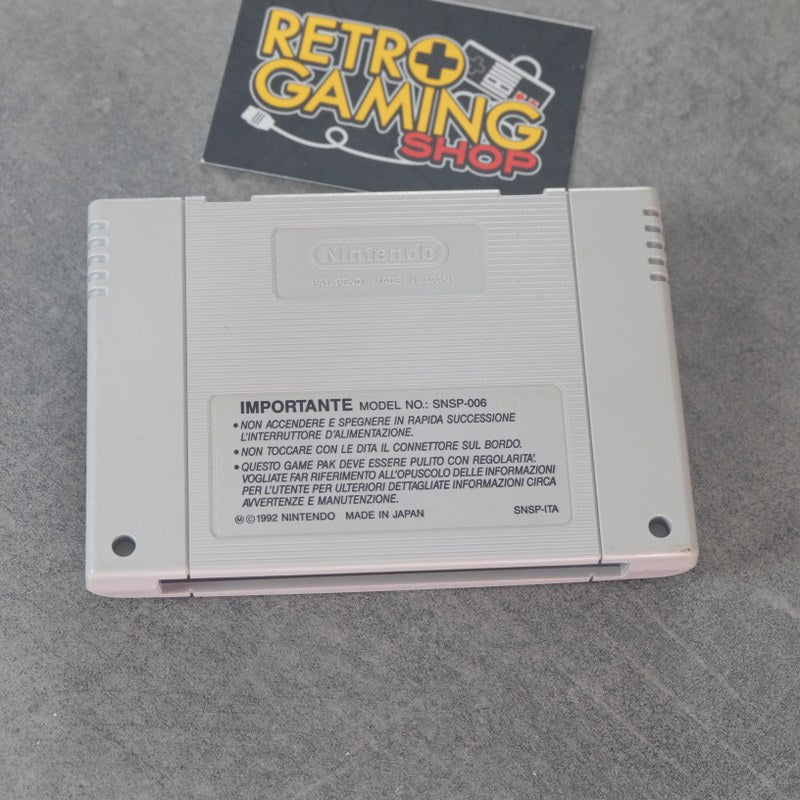 RETRO
GAMING
SHOP
Nintendo
PAT. PEND. MADE IN JAPAN
IMPORTANTE MODEL NO.: SNSP-006
• NON ACCENDERE E SPEGNERE IN RAPIDA SUCCESSIONE
L'INTERRUTTORE D'ALIMENTAZIONE.
• NON TOCCARE CON LE DITA IL CONNETTORE SUL BORDO.
• QUESTO GAME PAK DEVE ESSERE PULITO CON REGOLARITA'.
VOGLIATE FAR RIFERIMENTO ALL'OPUSCOLO DELLE INFORMAZIONI
PER L'UTENTE PER ULTERIORI DETTAGLIATE INFORMAZIONI CIRCA
AVVERTENZE E MANUTENZIONE.
Ⓜ©1992 NINTENDO MADE IN JAPAN SNSP-ITA